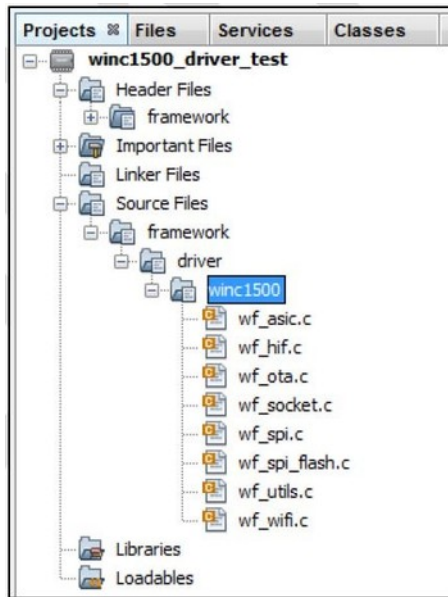 Projects Files Services Classes
winc1500_driver_test
Header Files
framework
Important Files
Linker Files
Source Files
framework
driver
winc1500
wf_asic.c
wf_hif.c
wf_ota.c
wf_socket.c
wf_spi.c
wf_spi_flash.c
wf_utils.c
wf_wifi.c
Libraries
Loadables